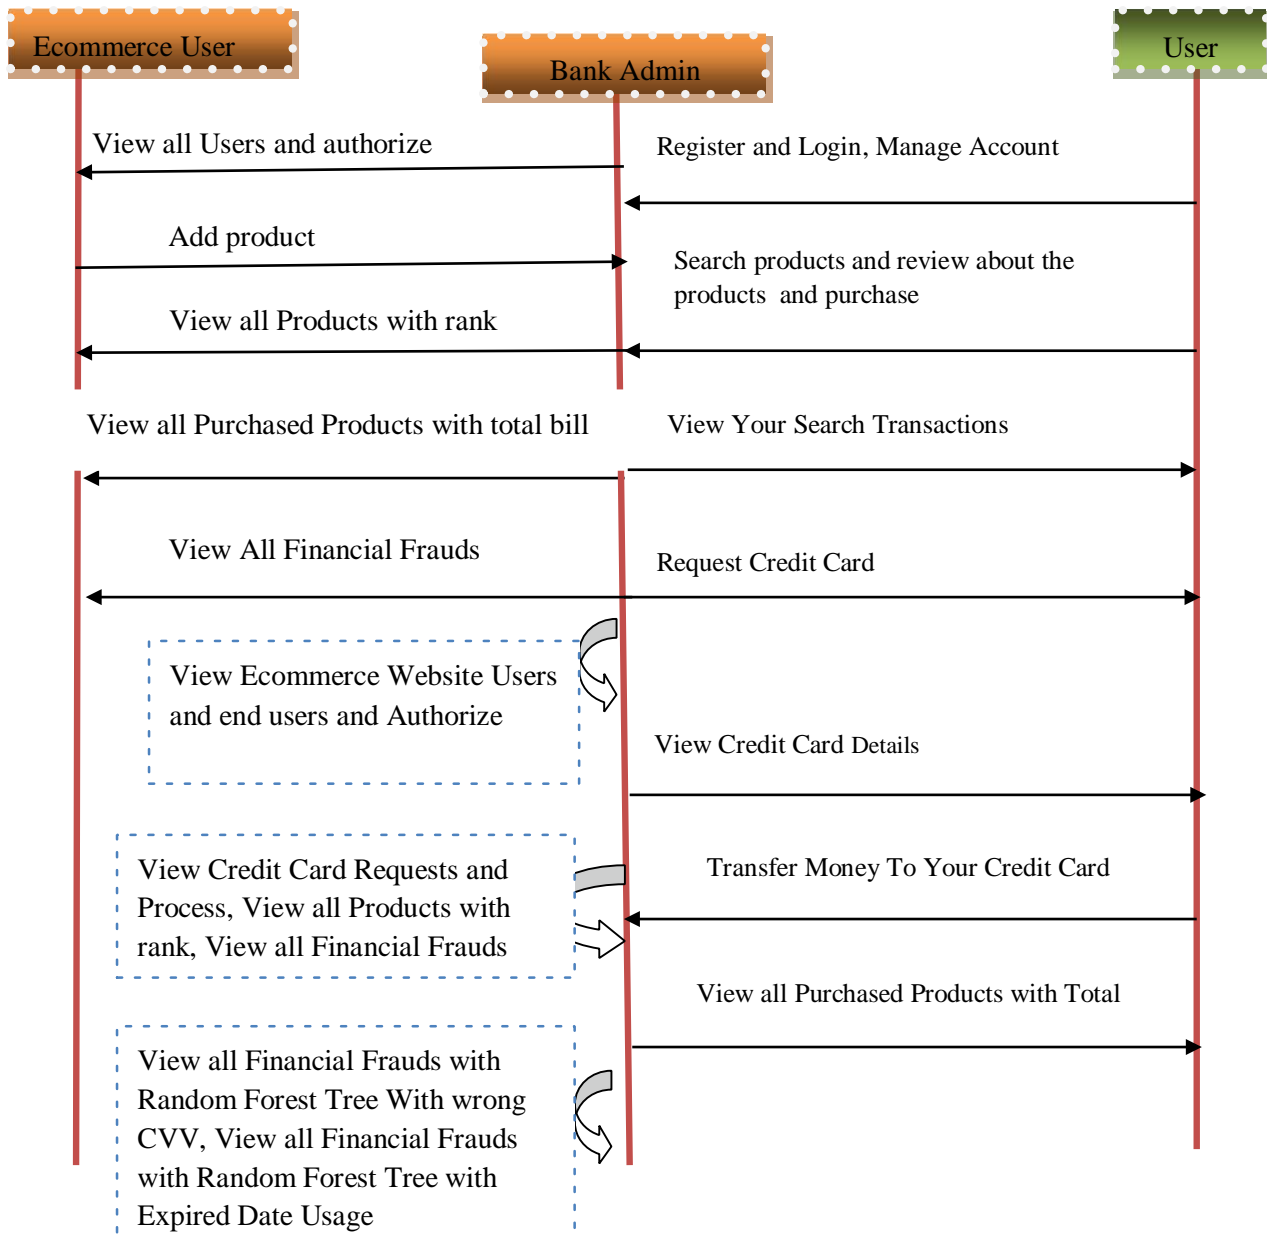 Ecommerce User
Bank Admin
User
View all Users and authorize
Register and Login, Manage Account
Add product
Search products and review about the
products and purchase
View all Products with rank
View all Purchased Products with total bill
View Your Search Transactions
View All Financial Frauds
Request Credit Card
View Ecommerce Website Users
and end users and Authorize
View Credit Card Details
View Credit Card Requests and
Process, View all Products with
rank, View all Financial Frauds
Transfer Money To Your Credit Card
View all Purchased Products with Total
View all Financial Frauds with
Random Forest Tree With wrong
CVV, View all Financial Frauds
with Random Forest Tree with
Expired Date Usage